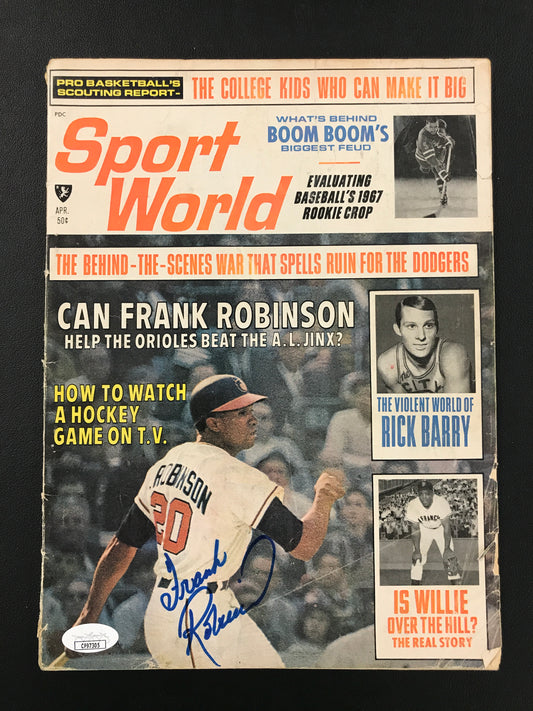 PRO BASKETBALL'S
SCOUTING REPORT-
THE COLLEGE KIDS WHO CAN MAKE IT BIG
PDC
Sport
World
APR.
50¢
WHAT'S BEHIND
BOOM BOOM'S
BIGGEST FEUD
EVALUATING
BASEBALL'S 1967
ROOKIE CROP
THE BEHIND-THE-SCENES WAR THAT SPELLS RUIN FOR THE DODGERS
CAN FRANK ROBINSON
HELP THE ORIOLES BEAT THE A.L. JINX?
HOW TO WATCH
A HOCKEY
GAME ON T.V.
THE VIOLENT WORLD OF
RICK BARRY
F. ROBINSON
20
Frank
Robinson
IS WILLIE
OVER THE HILL?
THE REAL STORY
JSA
CP97305